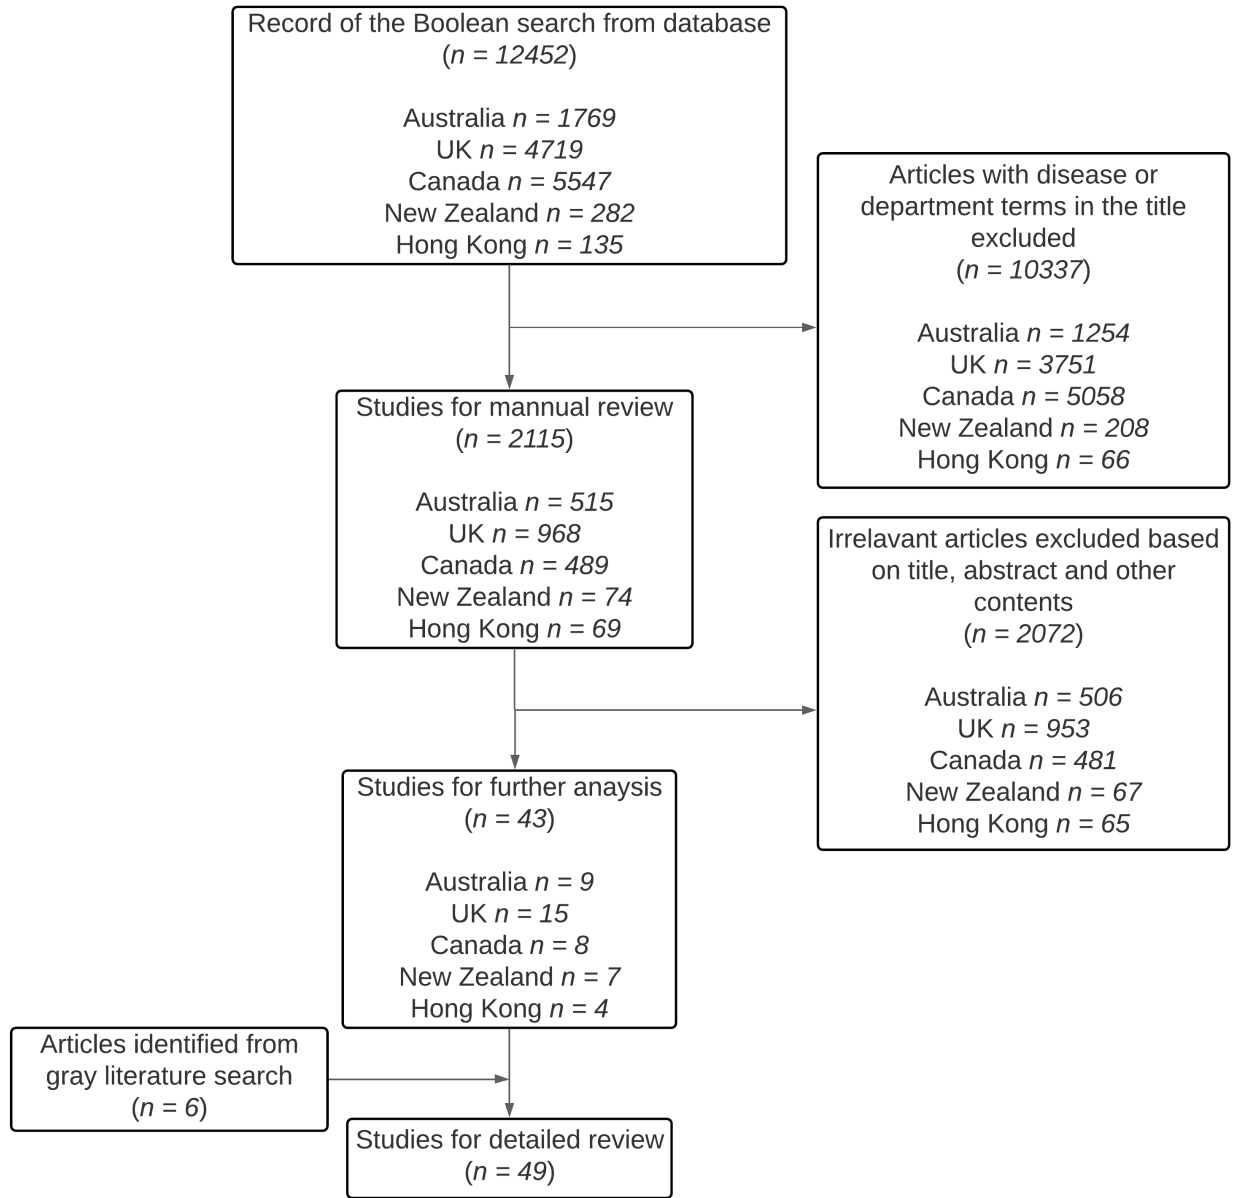 Record of the Boolean search from database
(n = 12452)
Australia n = 1769
UK n = 4719
Canada n = 5547
New Zealand n = 282
Hong Kong n = 135
Articles with disease or
department terms in the title
excluded
(n = 10337)
Australia n = 1254
UK n = 3751
Canada n = 5058
New Zealand n = 208
Hong Kong n = 66
Studies for mannual review
(n = 2115)
Australia n = 515
UK n = 968
Canada n = 489
New Zealand n = 74
Hong Kong n = 69
Irrelavant articles excluded based
on title, abstract and other
contents
(n = 2072)
Australia n = 506
UK n = 953
Canada n = 481
New Zealand n = 67
Hong Kong n = 65
Studies for further anaysis
(n = 43)
Australia n = 9
UK n = 15
Canada n = 8
New Zealand n = 7
Hong Kong n = 4
Articles identified from
gray literature search
(n = 6)
Studies for detailed review
(n = 49)